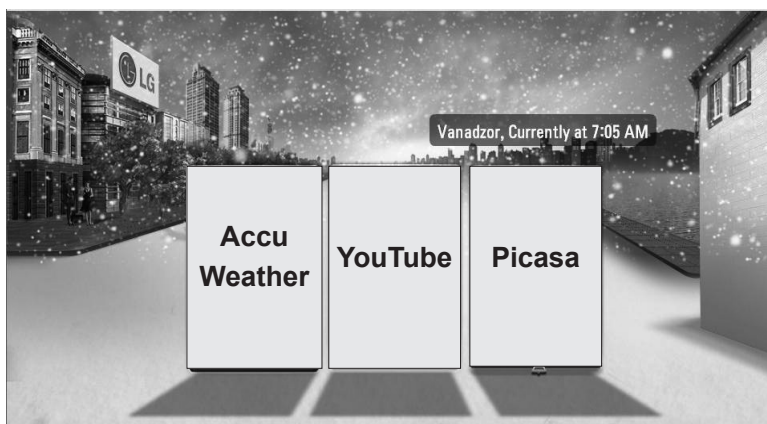 LG
Vanadzor, Currently at 7:05 AM
Accu
Weather
YouTube
Picasa